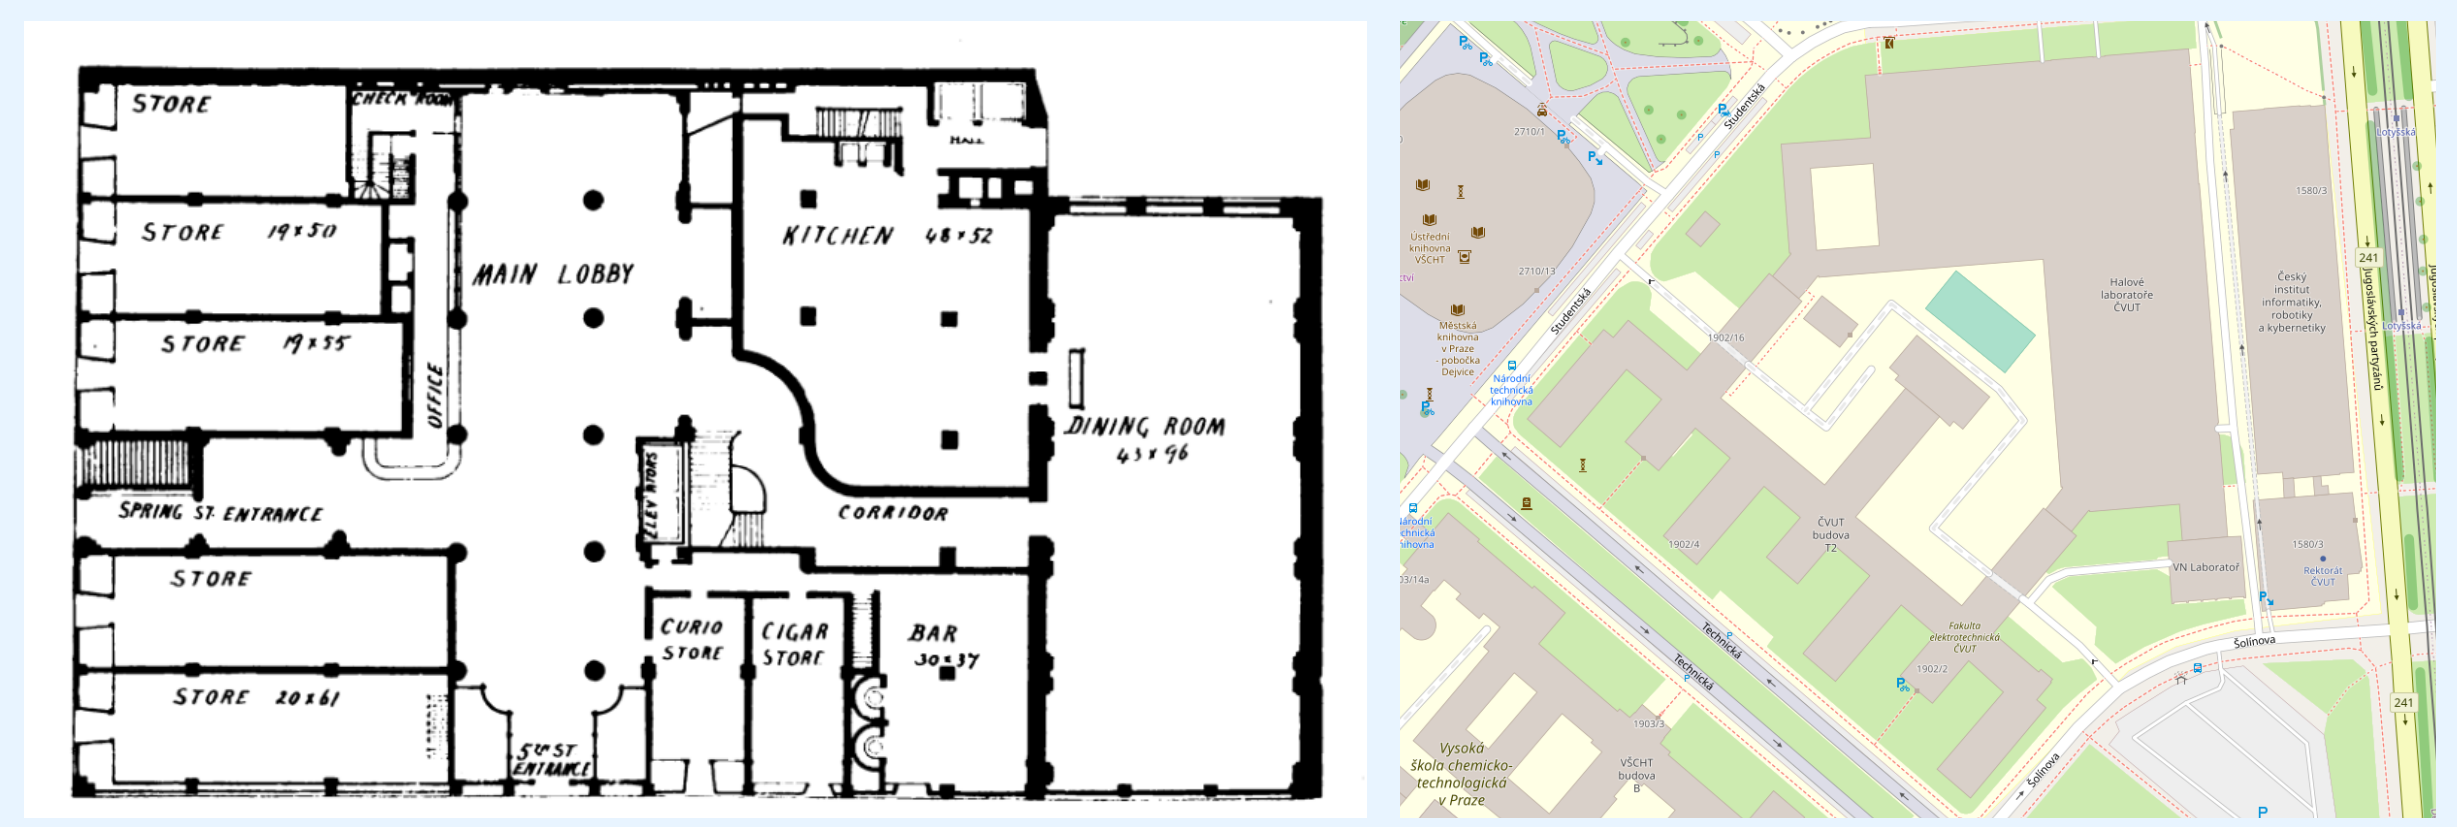 STORE
CHECK ROOM
HALL
STORE 19x50
KITCHEN 48x52
MAIN LOBBY
STORE 19x55
OFFICE
DINING ROOM
43x96
ELEVATORS
SPRING ST. ENTRANCE
CORRIDOR
STORE
CURIO
STORE
CIGAR
STORE
BAR
30x37
STORE 20x61
5TH ST
ENTRANCE
Studentská
2710/1
Ústřední
knihovna
VŠCHT
2710/13
Studentská
Městská
knihovna
v Praze
- pobočka
Dejvice
Národní
technická
knihovna
1902/16
Halové
laboratoře
ČVUT
1580/3
Český
institut
informatiky,
robotiky
a kybernetiky
Lotyšská
241
Jugoslávských partyzánů
Lotyšská
ČVUT
budova
T2
1902/4
VN Laboratoř
1580/3
Rektorát
ČVUT
03/14a
Technická
Technická
Fakulta
elektrotechnická
ČVUT
1902/2
Šolínova
Šolínova
241
1903/3
Vysoká
škola chemicko-
technologická
v Praze
VŠCHT
budova
B